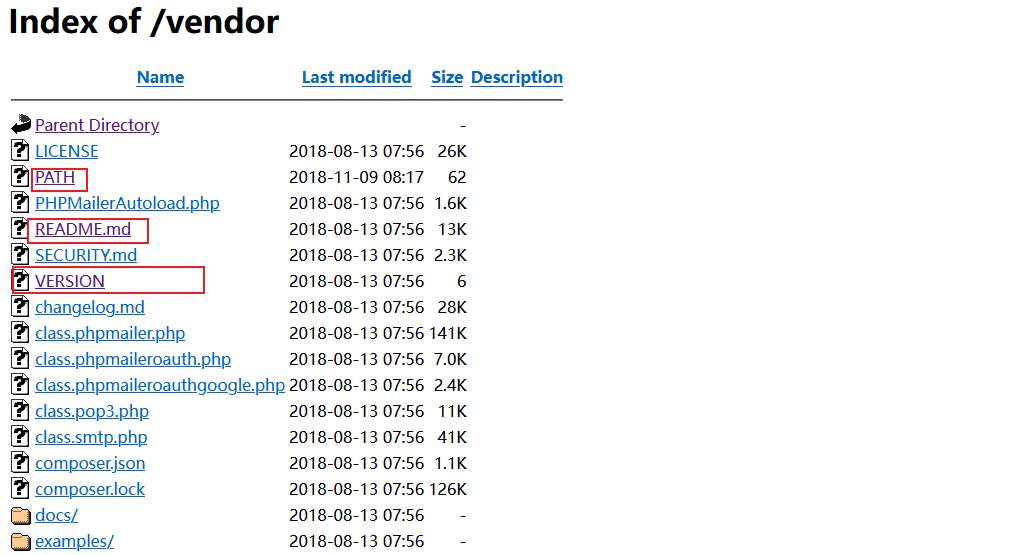 Index of /vendor
Name Last modified Size Description
Parent Directory -
LICENSE 2018-08-13 07:56 26K
PATH 2018-11-09 08:17 62
PHPMailerAutoload.php 2018-08-13 07:56 1.6K
README.md 2018-08-13 07:56 13K
SECURITY.md 2018-08-13 07:56 2.3K
VERSION 2018-08-13 07:56 6
changelog.md 2018-08-13 07:56 28K
class.phpmailer.php 2018-08-13 07:56 141K
class.phpmaileroauth.php 2018-08-13 07:56 7.0K
class.phpmaileroauthgoogle.php 2018-08-13 07:56 2.4K
class.pop3.php 2018-08-13 07:56 11K
class.smtp.php 2018-08-13 07:56 41K
composer.json 2018-08-13 07:56 1.1K
composer.lock 2018-08-13 07:56 126K
docs/ 2018-08-13 07:56 -
examples/ 2018-08-13 07:56 -